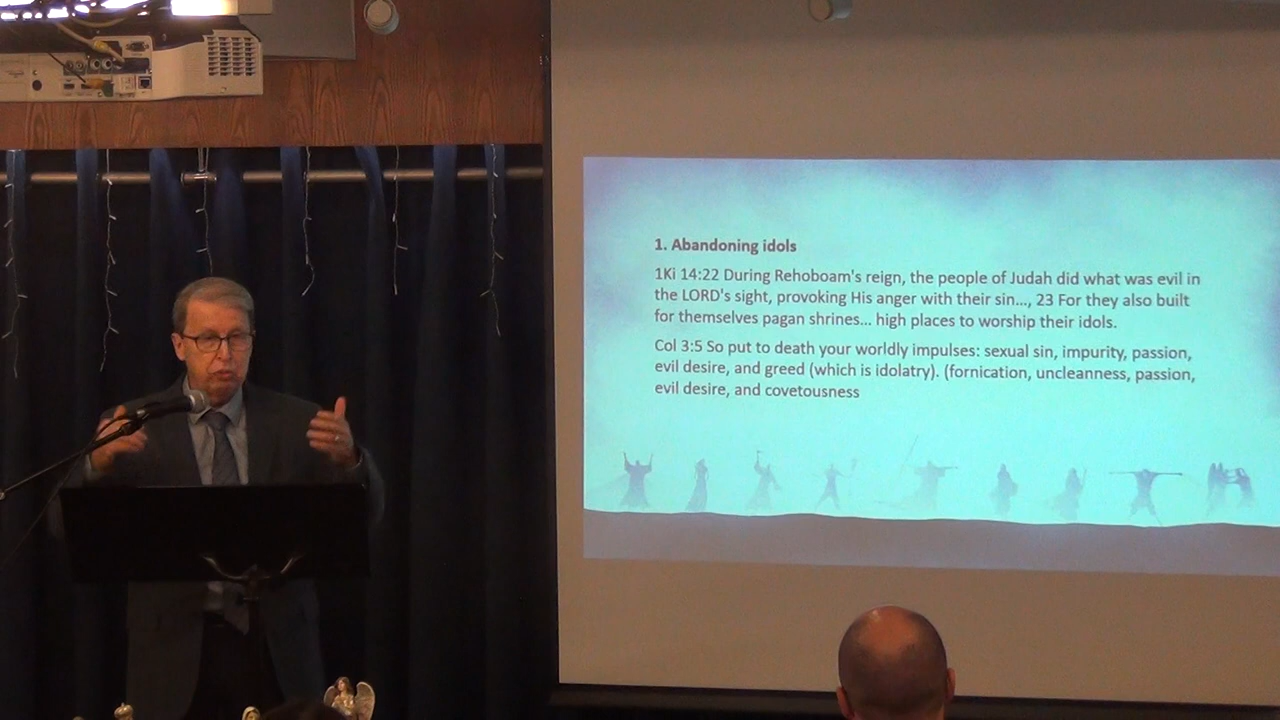 1. Abandoning idols
1Ki 14:22 During Rehoboam's reign, the people of Judah did what was evil in
the LORD's sight, provoking His anger with their sin..., 23 For they also built
for themselves pagan shrines... high places to worship their idols.
Col 3:5 So put to death your worldly impulses: sexual sin, impurity, passion,
evil desire, and greed (which is idolatry). (fornication, uncleanness, passion,
evil desire, and covetousness